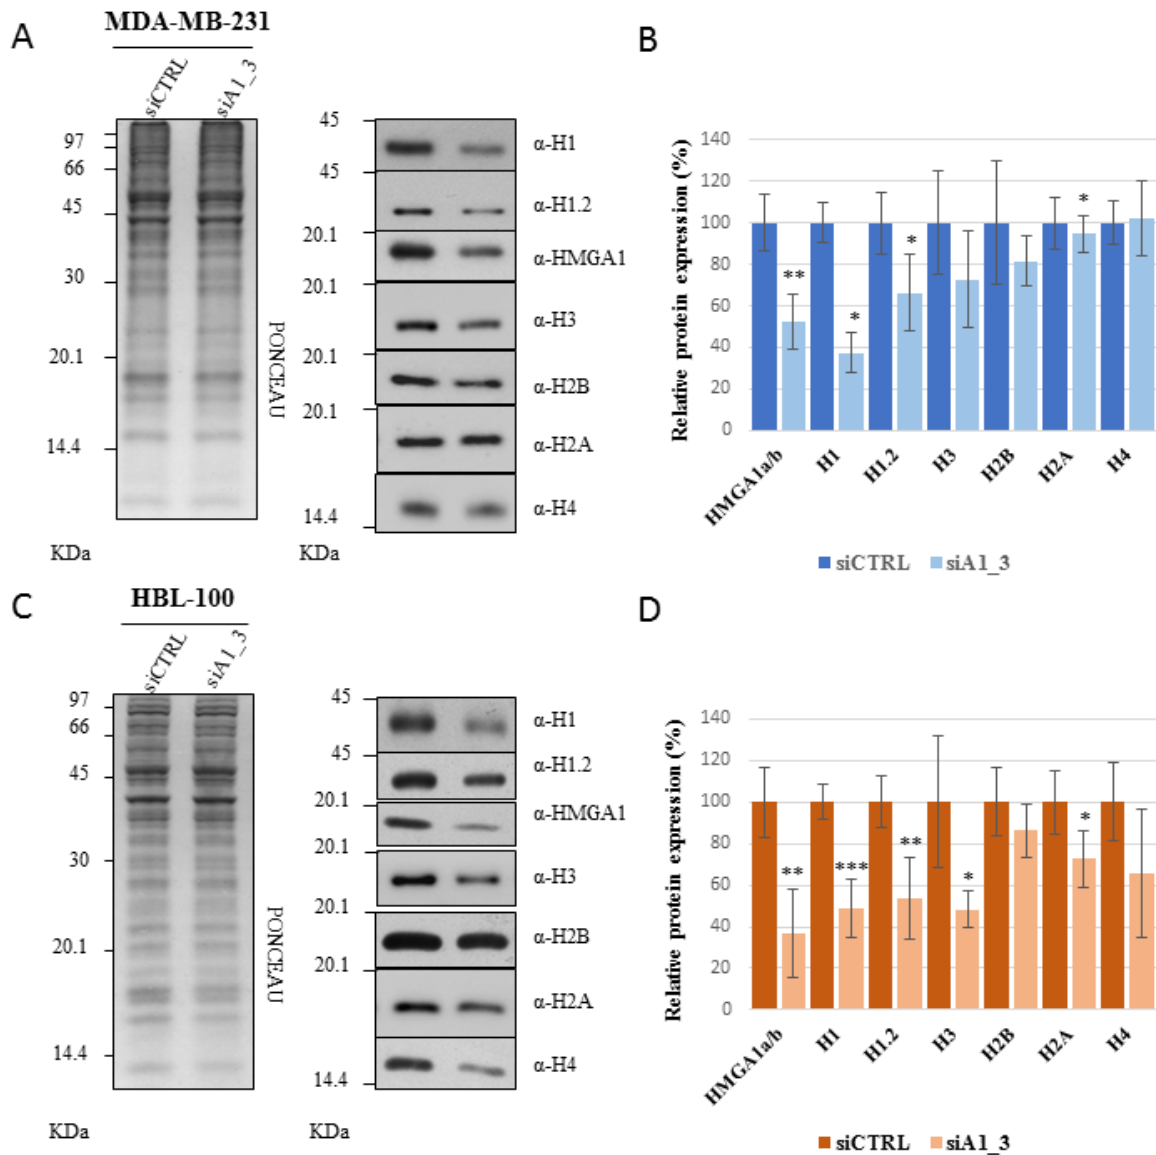 A
MDA-MB-231
siCTRL
siA1_3
97
66
45
30
20.1
14.4
KDa
PONCEAU
45
45
20.1
20.1
20.1
20.1
14.4
KDa
α-H1
α-H1.2
α-HMGA1
α-H3
α-H2B
α-H2A
α-H4
B
Relative protein expression (%)
140
120
100
80
60
40
20
0
**
*
*
*
HMGA1a/b
H1
H1.2
H3
H2B
H2A
H4
siCTRL siA1_3
C
HBL-100
siCTRL
siA1_3
97
66
45
30
20.1
14.4
KDa
PONCEAU
45
45
20.1
20.1
20.1
20.1
14.4
KDa
α-H1
α-H1.2
α-HMGA1
α-H3
α-H2B
α-H2A
α-H4
D
Relative protein expression (%)
140
120
100
80
60
40
20
0
**
***
**
*
*
HMGA1a/b
H1
H1.2
H3
H2B
H2A
H4
siCTRL siA1_3